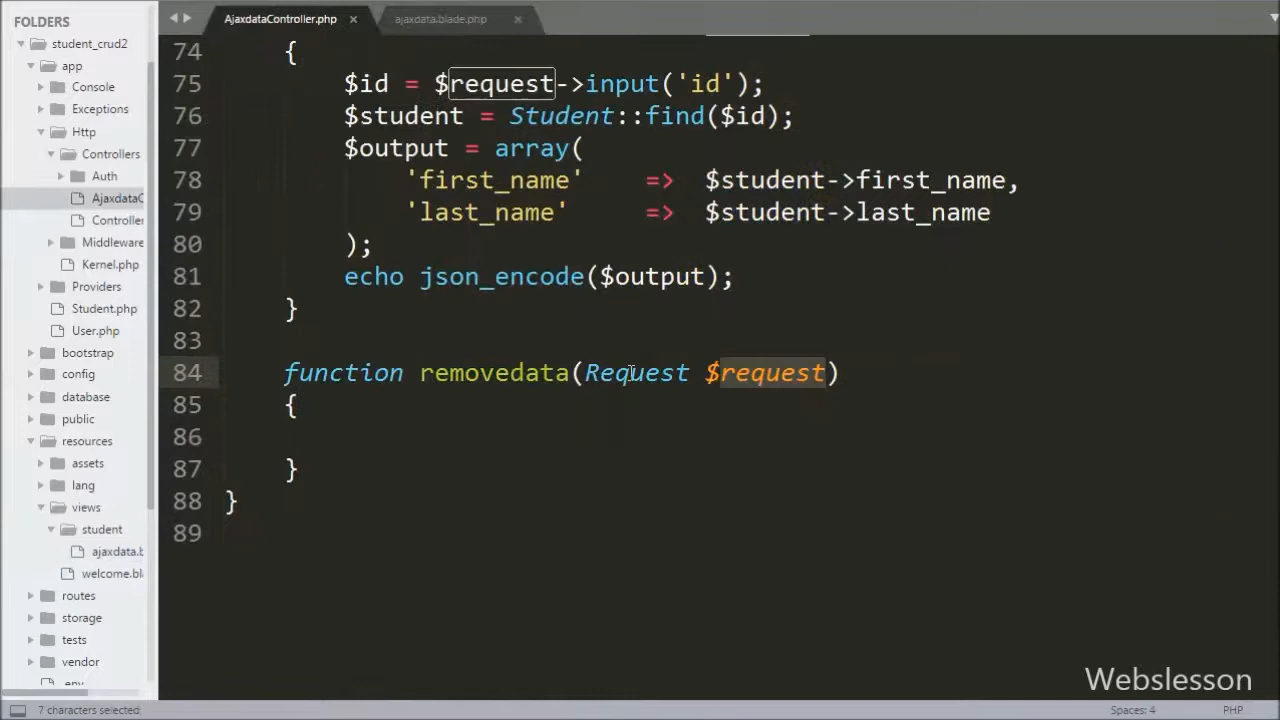 FOLDERS
student_crud2
app
Console
Exceptions
Http
Controllers
Auth
AjaxdataC
Controller
Middleware
Kernel.php
Providers
Student.php
User.php
bootstrap
config
database
public
resources
assets
lang
views
student
ajaxdata.b
welcome.bl
routes
storage
tests
vendor
.env
AjaxdataController.php
ajaxdata.blade.php
74 {
75 $id = $request->input('id');
76 $student = Student::find($id);
77 $output = array(
78 'first_name' => $student->first_name,
79 'last_name' => $student->last_name
80 );
81 echo json_encode($output);
82 }
83
84 function removedata(Request $request)
85 {
86
87 }
88 }
89
Webslesson
7 characters selected
Spaces: 4
PHP